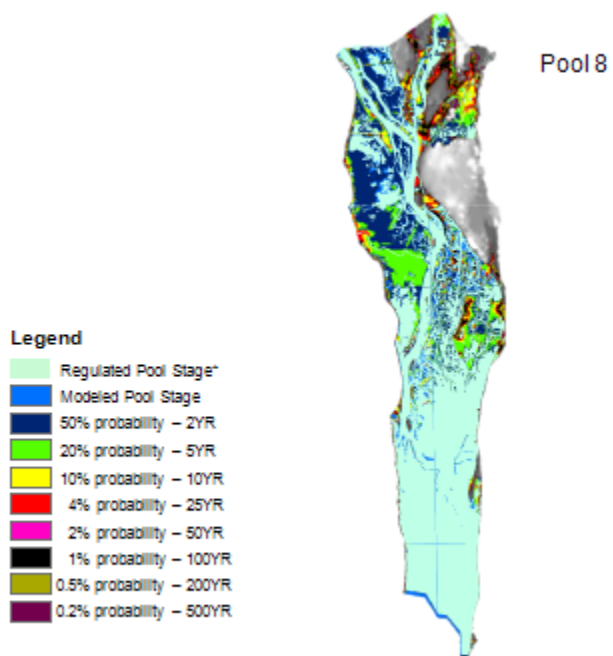 Pool 8
Legend
Regulated Pool Stage*
Modeled Pool Stage
50% probability – 2YR
20% probability – 5YR
10% probability – 10YR
4% probability – 25YR
2% probability – 50YR
1% probability – 100YR
0.5% probability – 200YR
0.2% probability – 500YR